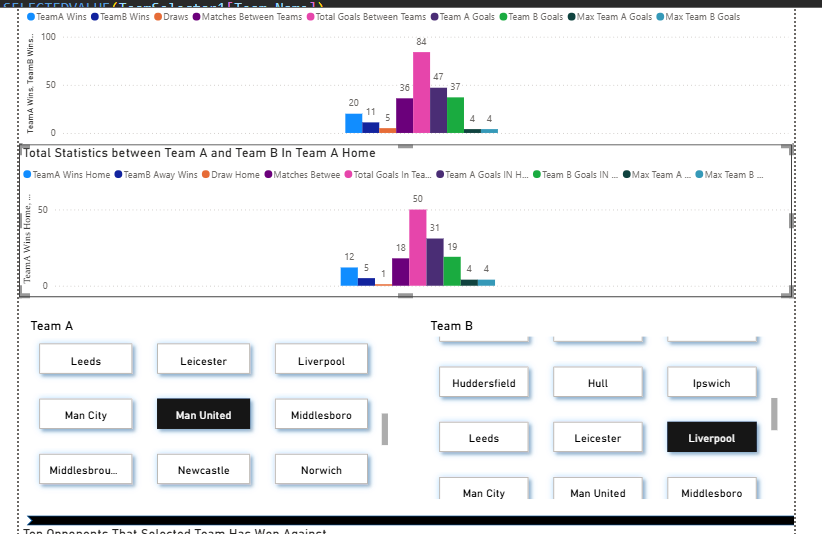 SELECTEDVALUE(TeamSelector1[Team Name])
TeamA Wins TeamB Wins Draws Matches Between Teams Total Goals Between Teams Team A Goals Team B Goals Max Team A Goals Max Team B Goals
TeamA Wins, TeamB Wins..
100
50
0
20
11
5
36
84
47
37
4
4
Total Statistics between Team A and Team B In Team A Home
TeamA Wins Home TeamB Away Wins Draw Home Matches Betwee Total Goals In Tea... Team A Goals IN H... Team B Goals IN ... Max Team A ... Max Team B ...
TeamA Wins Home, ...
50
0
12
5
1
18
50
31
19
4
4
Team A
Leeds Leicester Liverpool
Man City Man United Middlesboro
Middlesbrou... Newcastle Norwich
Team B
Huddersfield Hull Ipswich
Leeds Leicester Liverpool
Man City Man United Middlesboro
Top Opponents That Selected Team Has Won Against